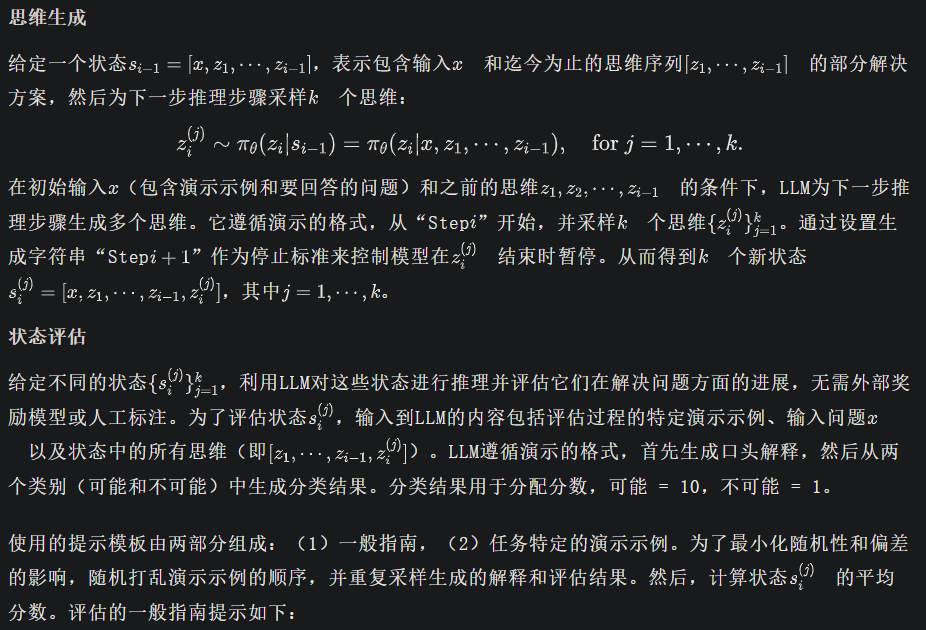 思维生成
给定一个状态$s_{i-1} = [x, z_1, \cdots, z_{i-1}]$，表示包含输入$x$ 和迄今为止的思维序列$[z_1, \cdots, z_{i-1}]$ 的部分解决
方案，然后为下一步推理步骤采样$k$ 个思维：
$z_i^{(j)} \sim \pi_\theta(z_i|s_{i-1}) = \pi_\theta(z_i|x, z_1, \cdots, z_{i-1}), \quad \text{for } j = 1, \cdots, k.$
在初始输入$x$（包含演示示例和要回答的问题）和之前的思维$z_1, z_2, \cdots, z_{i-1}$ 的条件下，LLM为下一步推
理步骤生成多个思维。它遵循演示的格式，从“Step$i$”开始，并采样$k$ 个思维$\{z_i^{(j)}\}_{j=1}^k$。通过设置生
成字符串“Step$i+1$”作为停止标准来控制模型在$z_i^{(j)}$ 结束时暂停。从而得到$k$ 个新状态
$s_i^{(j)} = [x, z_1, \cdots, z_{i-1}, z_i^{(j)}]$，其中$j = 1, \cdots, k$。
状态评估
给定不同的状态$\{s_i^{(j)}\}_{j=1}^k$，利用LLM对这些状态进行推理并评估它们在解决问题方面的进展，无需外部奖
励模型或人工标注。为了评估状态$s_i^{(j)}$，输入到LLM的内容包括评估过程的特定演示示例、输入问题$x$
以及状态中的所有思维（即$[z_1, \cdots, z_{i-1}, z_i^{(j)}]$）。LLM遵循演示的格式，首先生成口头解释，然后从两
个类别（可能和不可能）中生成分类结果。分类结果用于分配分数，可能 = 10，不可能 = 1。
使用的提示模板由两部分组成：（1）一般指南，（2）任务特定的演示示例。为了最小化随机性和偏差
的影响，随机打乱演示示例的顺序，并重复采样生成的解释和评估结果。然后，计算状态$s_i^{(j)}$ 的平均
分数。评估的一般指南提示如下：